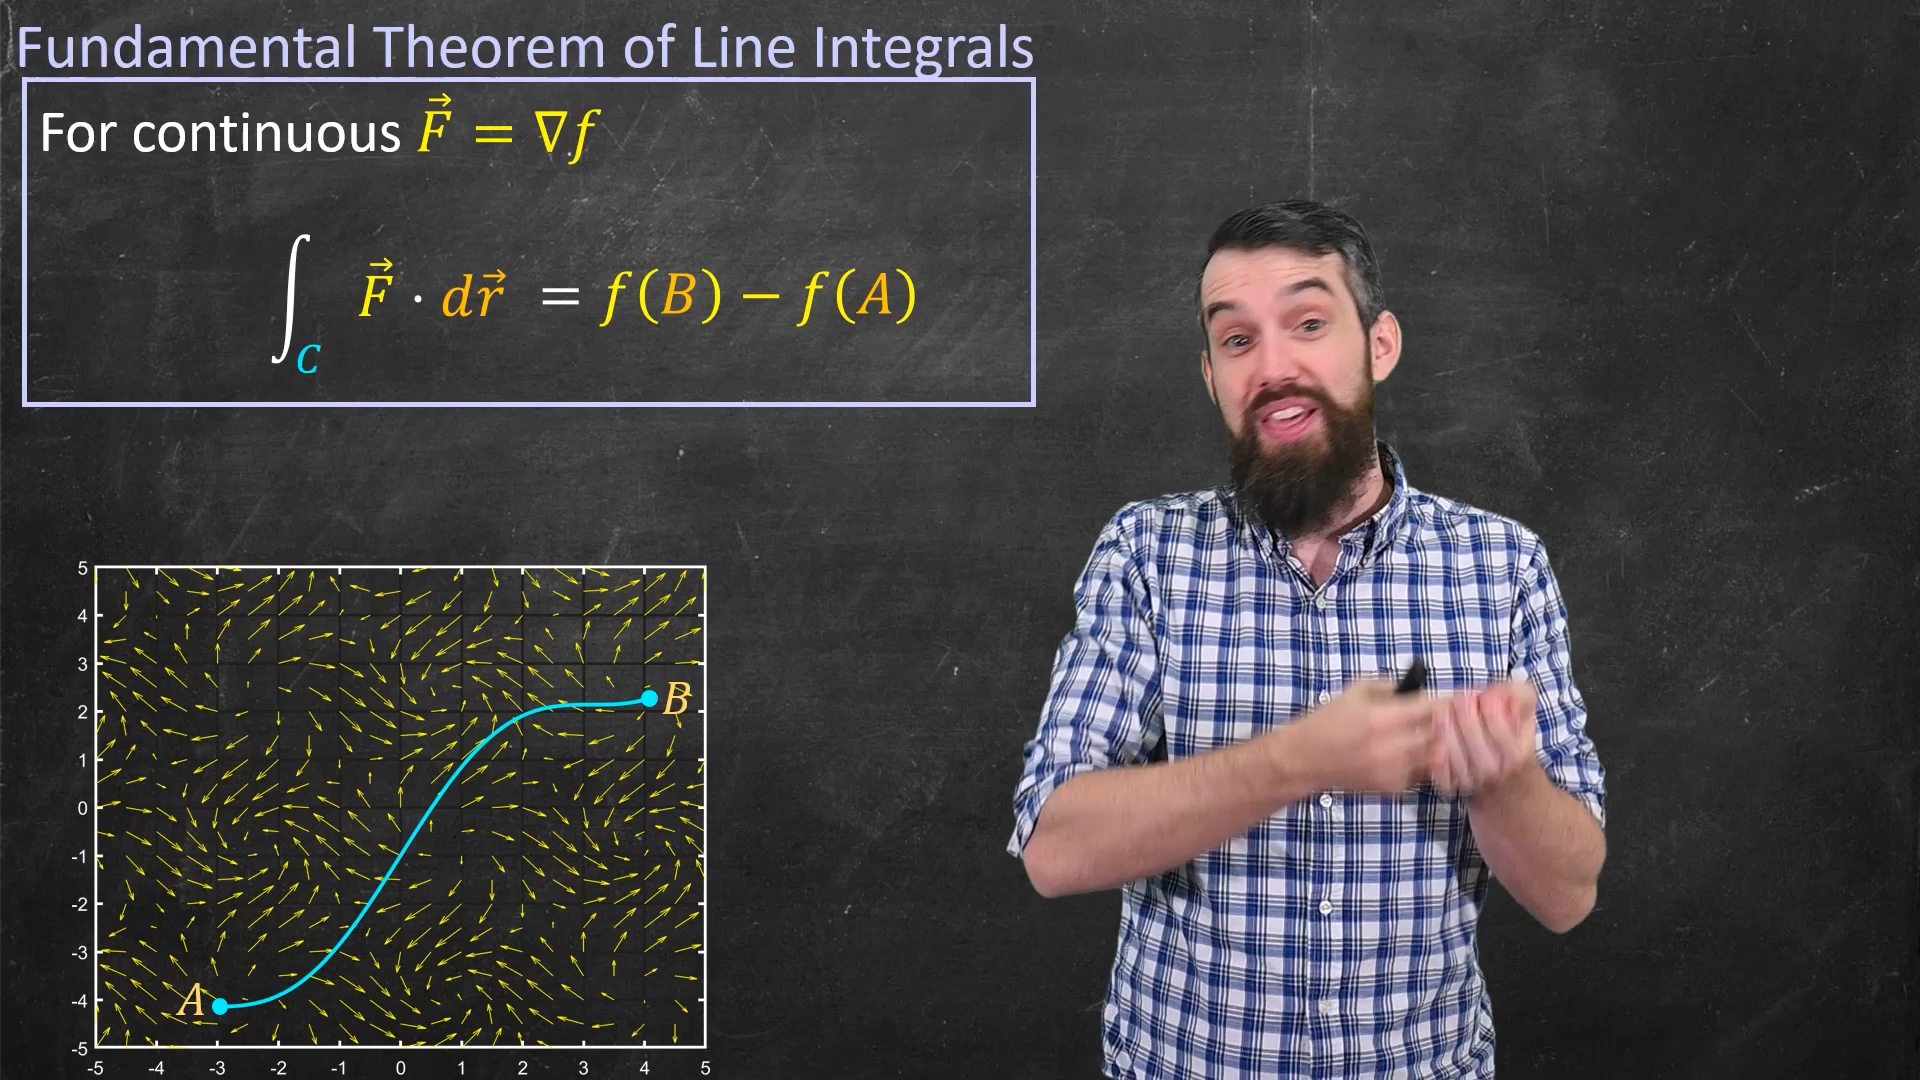 Fundamental Theorem of Line Integrals
For continuous F⃗ = ∇f
∫_C F⃗ · dr⃗ = f(B) − f(A)
5
4
3
2
1
0
-1
-2
-3
-4
-5
B
A
-5 -4 -3 -2 -1 0 1 2 3 4 5